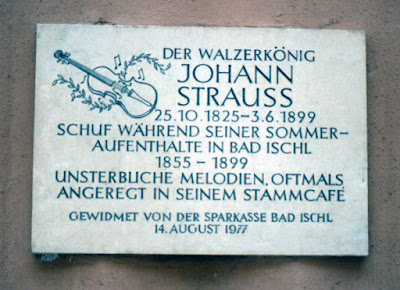 DER WALZERKÖNIG
JOHANN
STRAUSS
25.10.1825-3.6.1899
SCHUF WÄHREND SEINER SOMMER-
AUFENTHALTE IN BAD ISCHL
1855 - 1899
UNSTERBLICHE MELODIEN, OFTMALS
ANGEREGT IN SEINEM STAMMCAFÉ
GEWIDMET VON DER SPARKASSE BAD ISCHL
14. AUGUST 1977